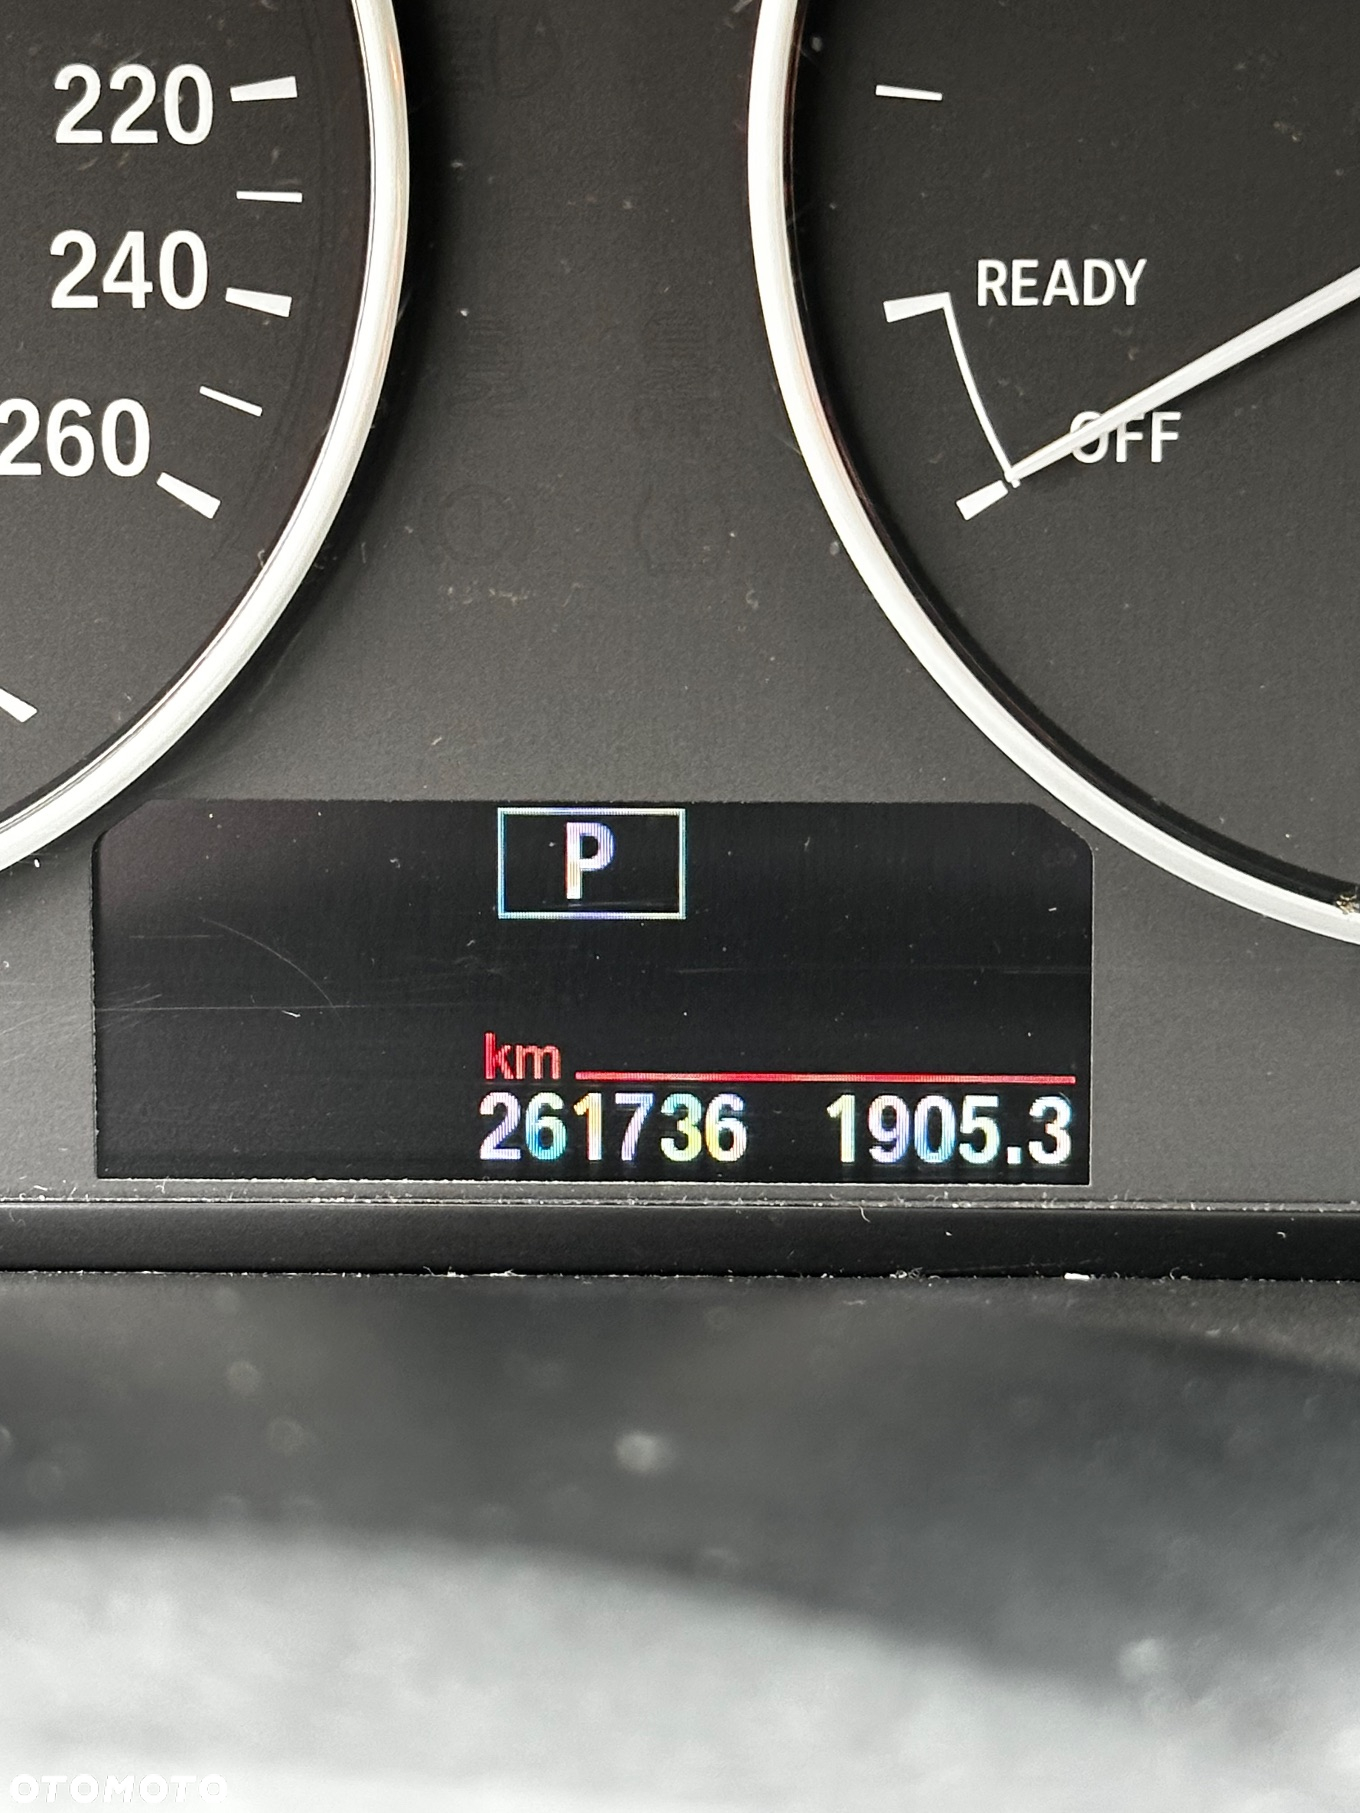 220
240
260
READY
OFF
P
km
261736 1905.3
OTOMOTO